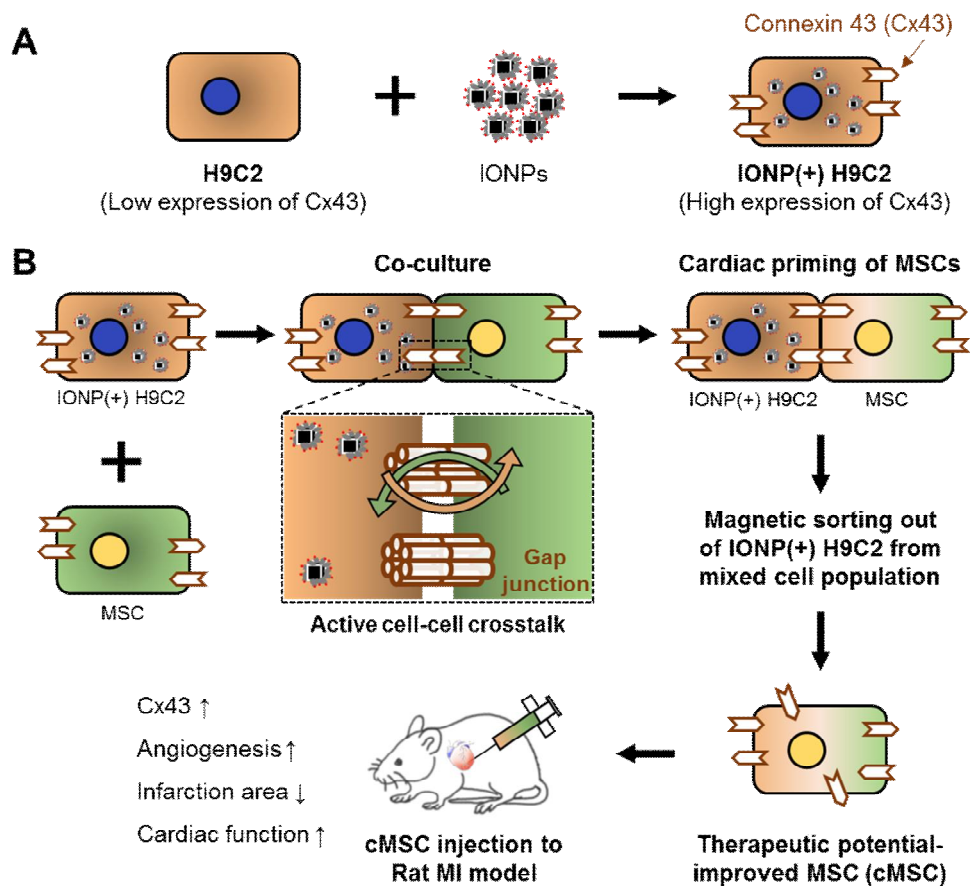 A
Connexin 43 (Cx43)
H9C2
(Low expression of Cx43)
IONPs
IONP(+) H9C2
(High expression of Cx43)
B
Co-culture
Cardiac priming of MSCs
IONP(+) H9C2
IONP(+) H9C2
MSC
MSC
Gap
junction
Active cell-cell crosstalk
Magnetic sorting out
of IONP(+) H9C2 from
mixed cell population
Cx43 ↑
Angiogenesis ↑
Infarction area ↓
Cardiac function ↑
cMSC injection to
Rat MI model
Therapeutic potential-
improved MSC (cMSC)